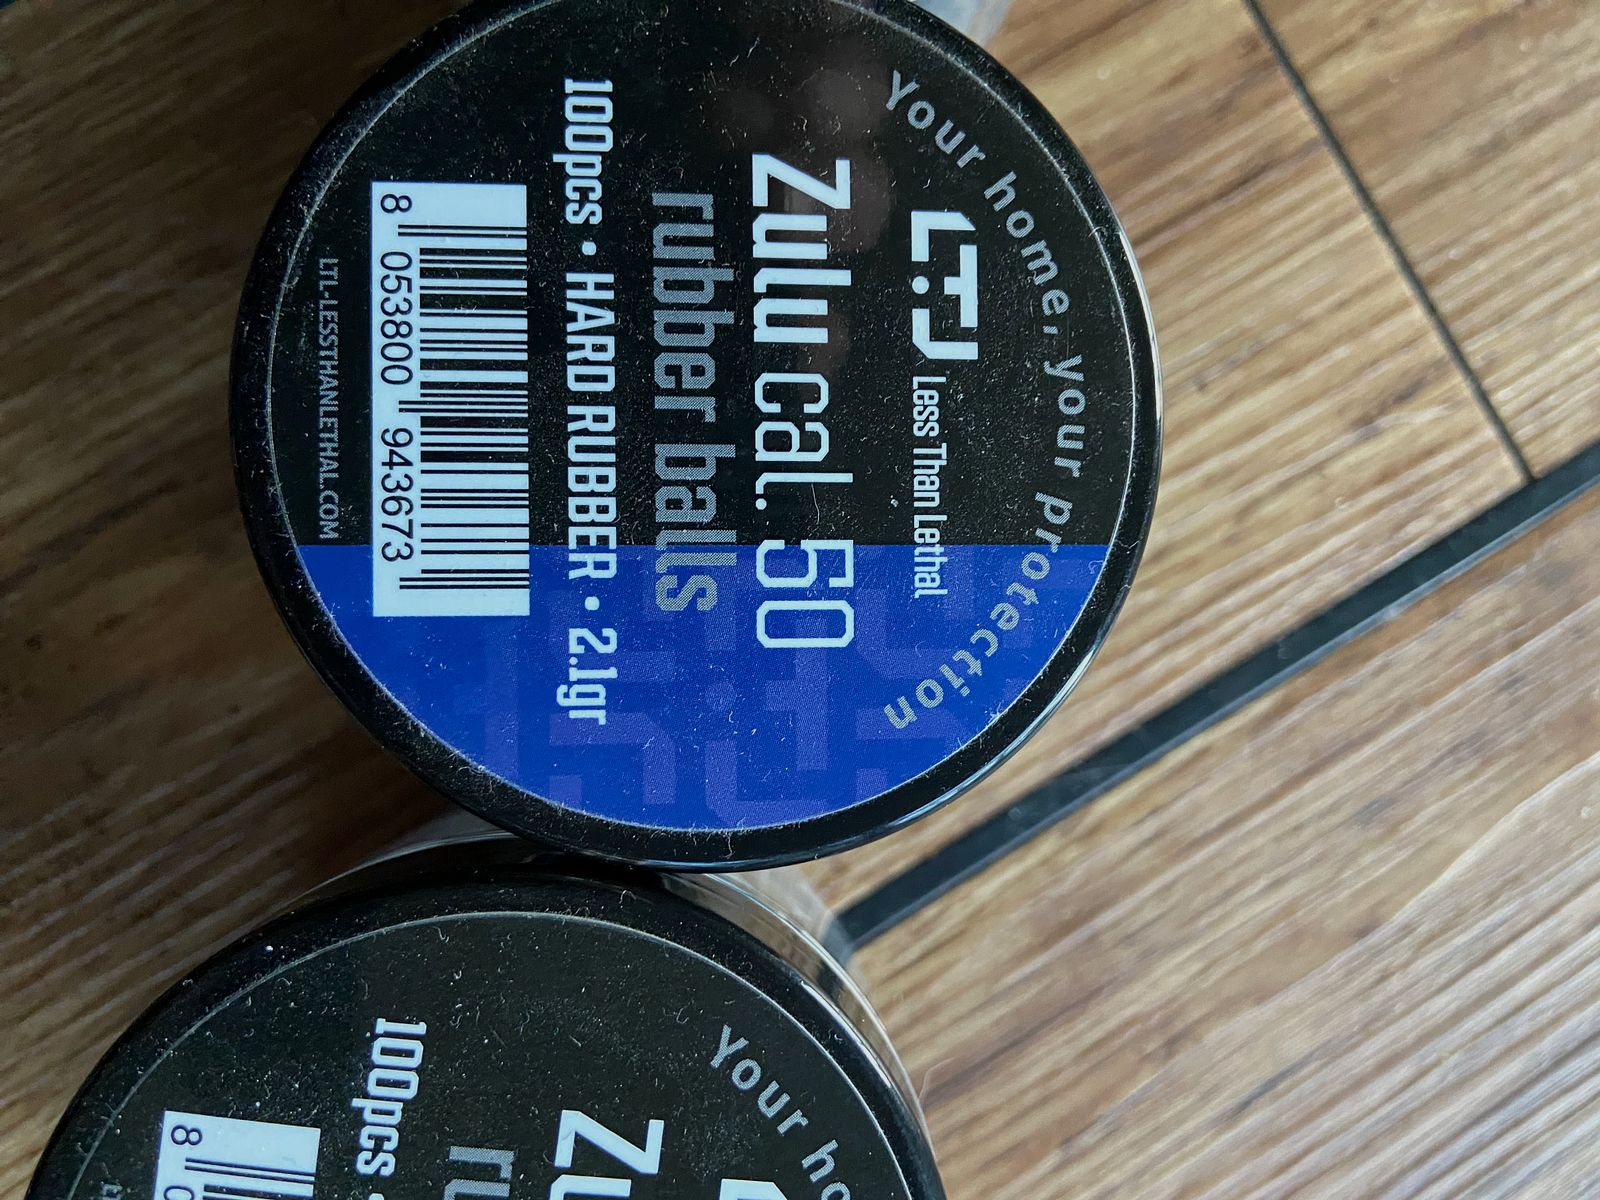 Your home, your protection
LTL Less Than Lethal
Zulu cal. 50
rubber balls
100pcs • HARD RUBBER • 2.1gr
8 053800 943673
LTL-LESSTHANLETHAL.COM
Your ho
Zu
ru
100pcs •
8 0